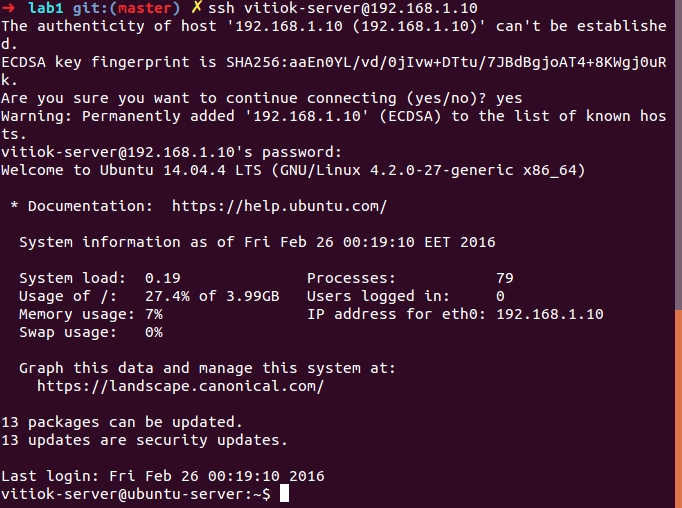 ➜ lab1 git:(master) ✗ ssh vitiok-server@192.168.1.10
The authenticity of host '192.168.1.10 (192.168.1.10)' can't be establishe
d.
ECDSA key fingerprint is SHA256:aaEn0YL/vd/0jIvw+DTtu/7JBdBgjoAT4+8KWgj0uR
k.
Are you sure you want to continue connecting (yes/no)? yes
Warning: Permanently added '192.168.1.10' (ECDSA) to the list of known hos
ts.
vitiok-server@192.168.1.10's password:
Welcome to Ubuntu 14.04.4 LTS (GNU/Linux 4.2.0-27-generic x86_64)
* Documentation: https://help.ubuntu.com/
System information as of Fri Feb 26 00:19:10 EET 2016
System load: 0.19 Processes: 79
Usage of /: 27.4% of 3.99GB Users logged in: 0
Memory usage: 7% IP address for eth0: 192.168.1.10
Swap usage: 0%
Graph this data and manage this system at:
https://landscape.canonical.com/
13 packages can be updated.
13 updates are security updates.
Last login: Fri Feb 26 00:19:10 2016
vitiok-server@ubuntu-server:~$